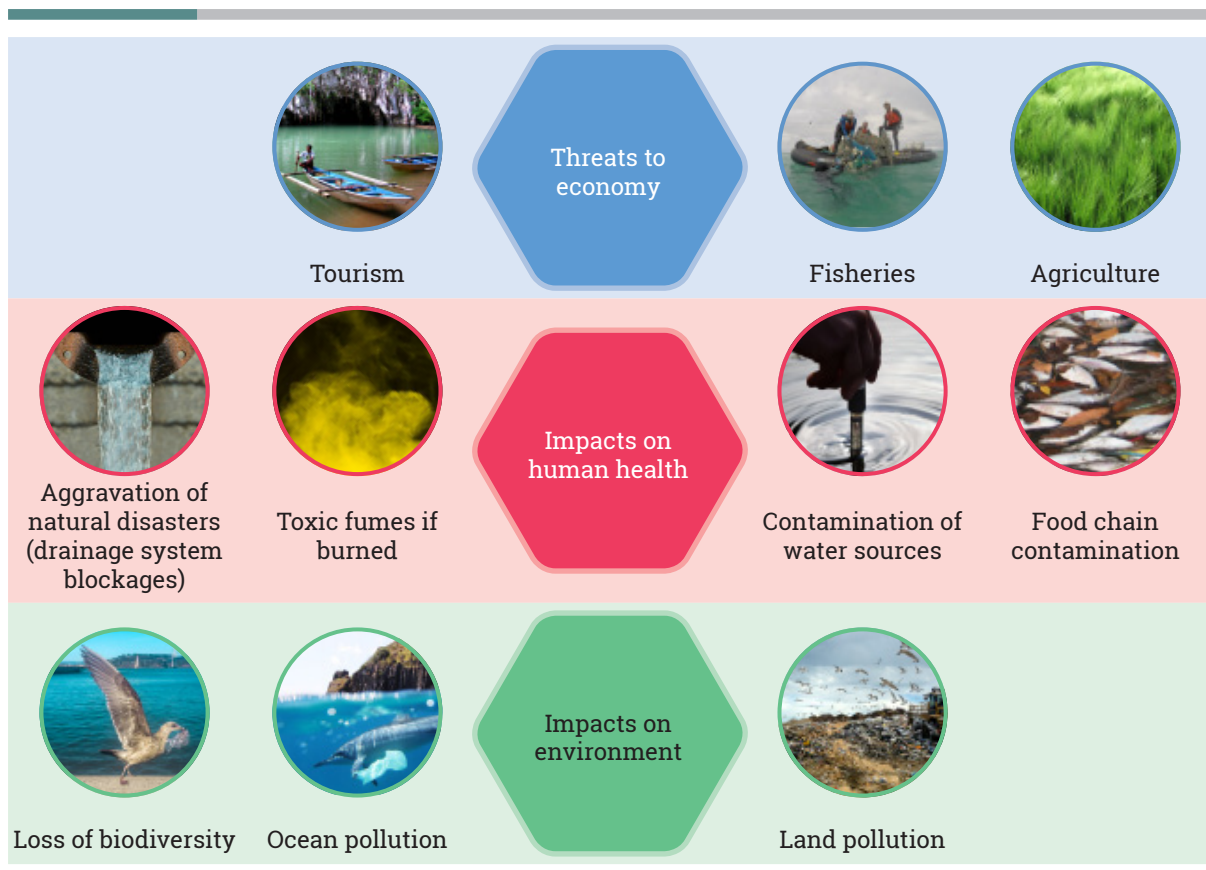 Threats to
economy
Tourism
Fisheries
Agriculture
Impacts on
human health
Aggravation of
natural disasters
(drainage system
blockages)
Toxic fumes if
burned
Contamination of
water sources
Food chain
contamination
Impacts on
environment
Loss of biodiversity
Ocean pollution
Land pollution